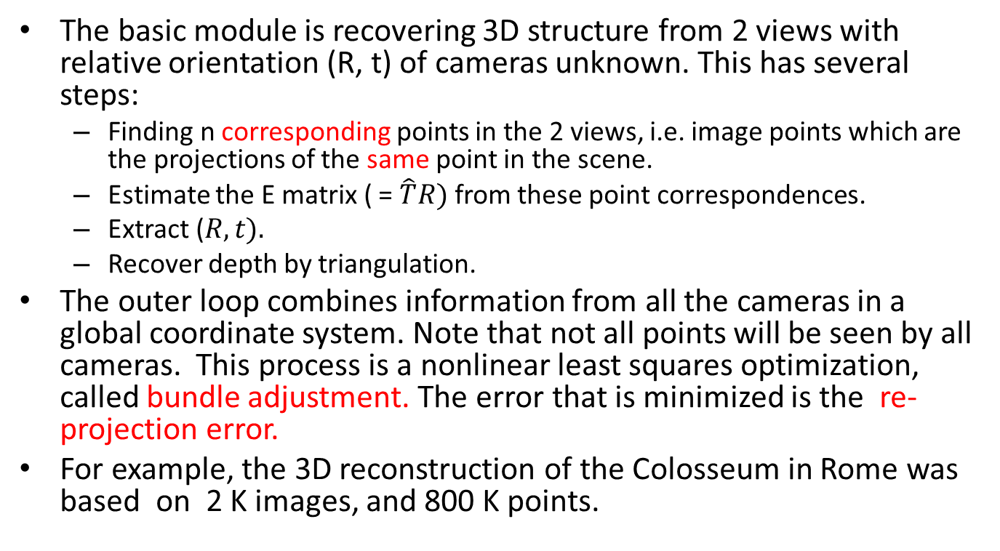 • The basic module is recovering 3D structure from 2 views with
relative orientation (R, t) of cameras unknown. This has several
steps:
– Finding n corresponding points in the 2 views, i.e. image points which are
the projections of the same point in the scene.
– Estimate the E matrix ( = T̂R) from these point correspondences.
– Extract (R, t).
– Recover depth by triangulation.
• The outer loop combines information from all the cameras in a
global coordinate system. Note that not all points will be seen by all
cameras.  This process is a nonlinear least squares optimization,
called bundle adjustment. The error that is minimized is the  re-
projection error.
• For example, the 3D reconstruction of the Colosseum in Rome was
based  on  2 K images, and 800 K points.